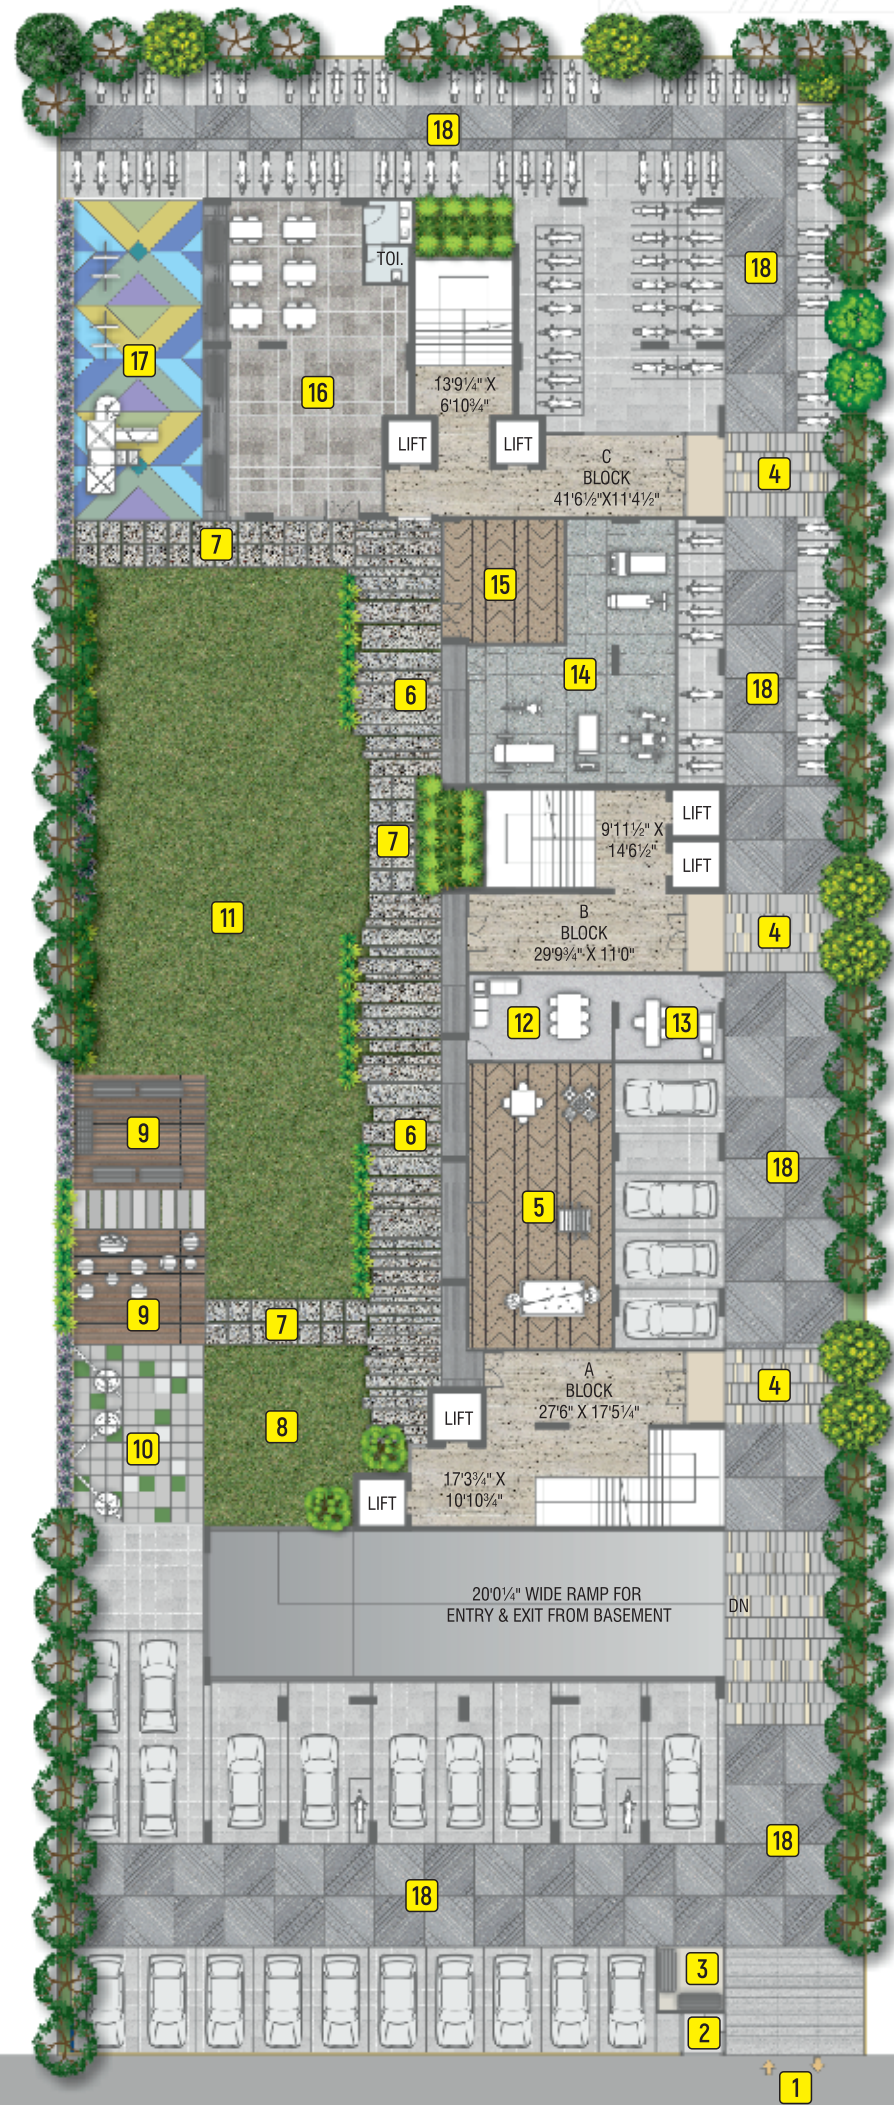 18
18
TOI.
17
16
13'9¼" X
6'10¾"
LIFT
LIFT
C
BLOCK
41'6½"X11'4½"
4
7
15
14
6
18
LIFT
9'11½" X
14'6½"
7
LIFT
11
B
BLOCK
29'9¾" X 11'0"
4
12
13
9
6
18
5
9
7
A
BLOCK
27'6" X 17'5¼"
4
8
LIFT
10
17'3¾" X
10'10¾"
LIFT
20'0¼" WIDE RAMP FOR
ENTRY & EXIT FROM BASEMENT
DN
18
18
3
2
1